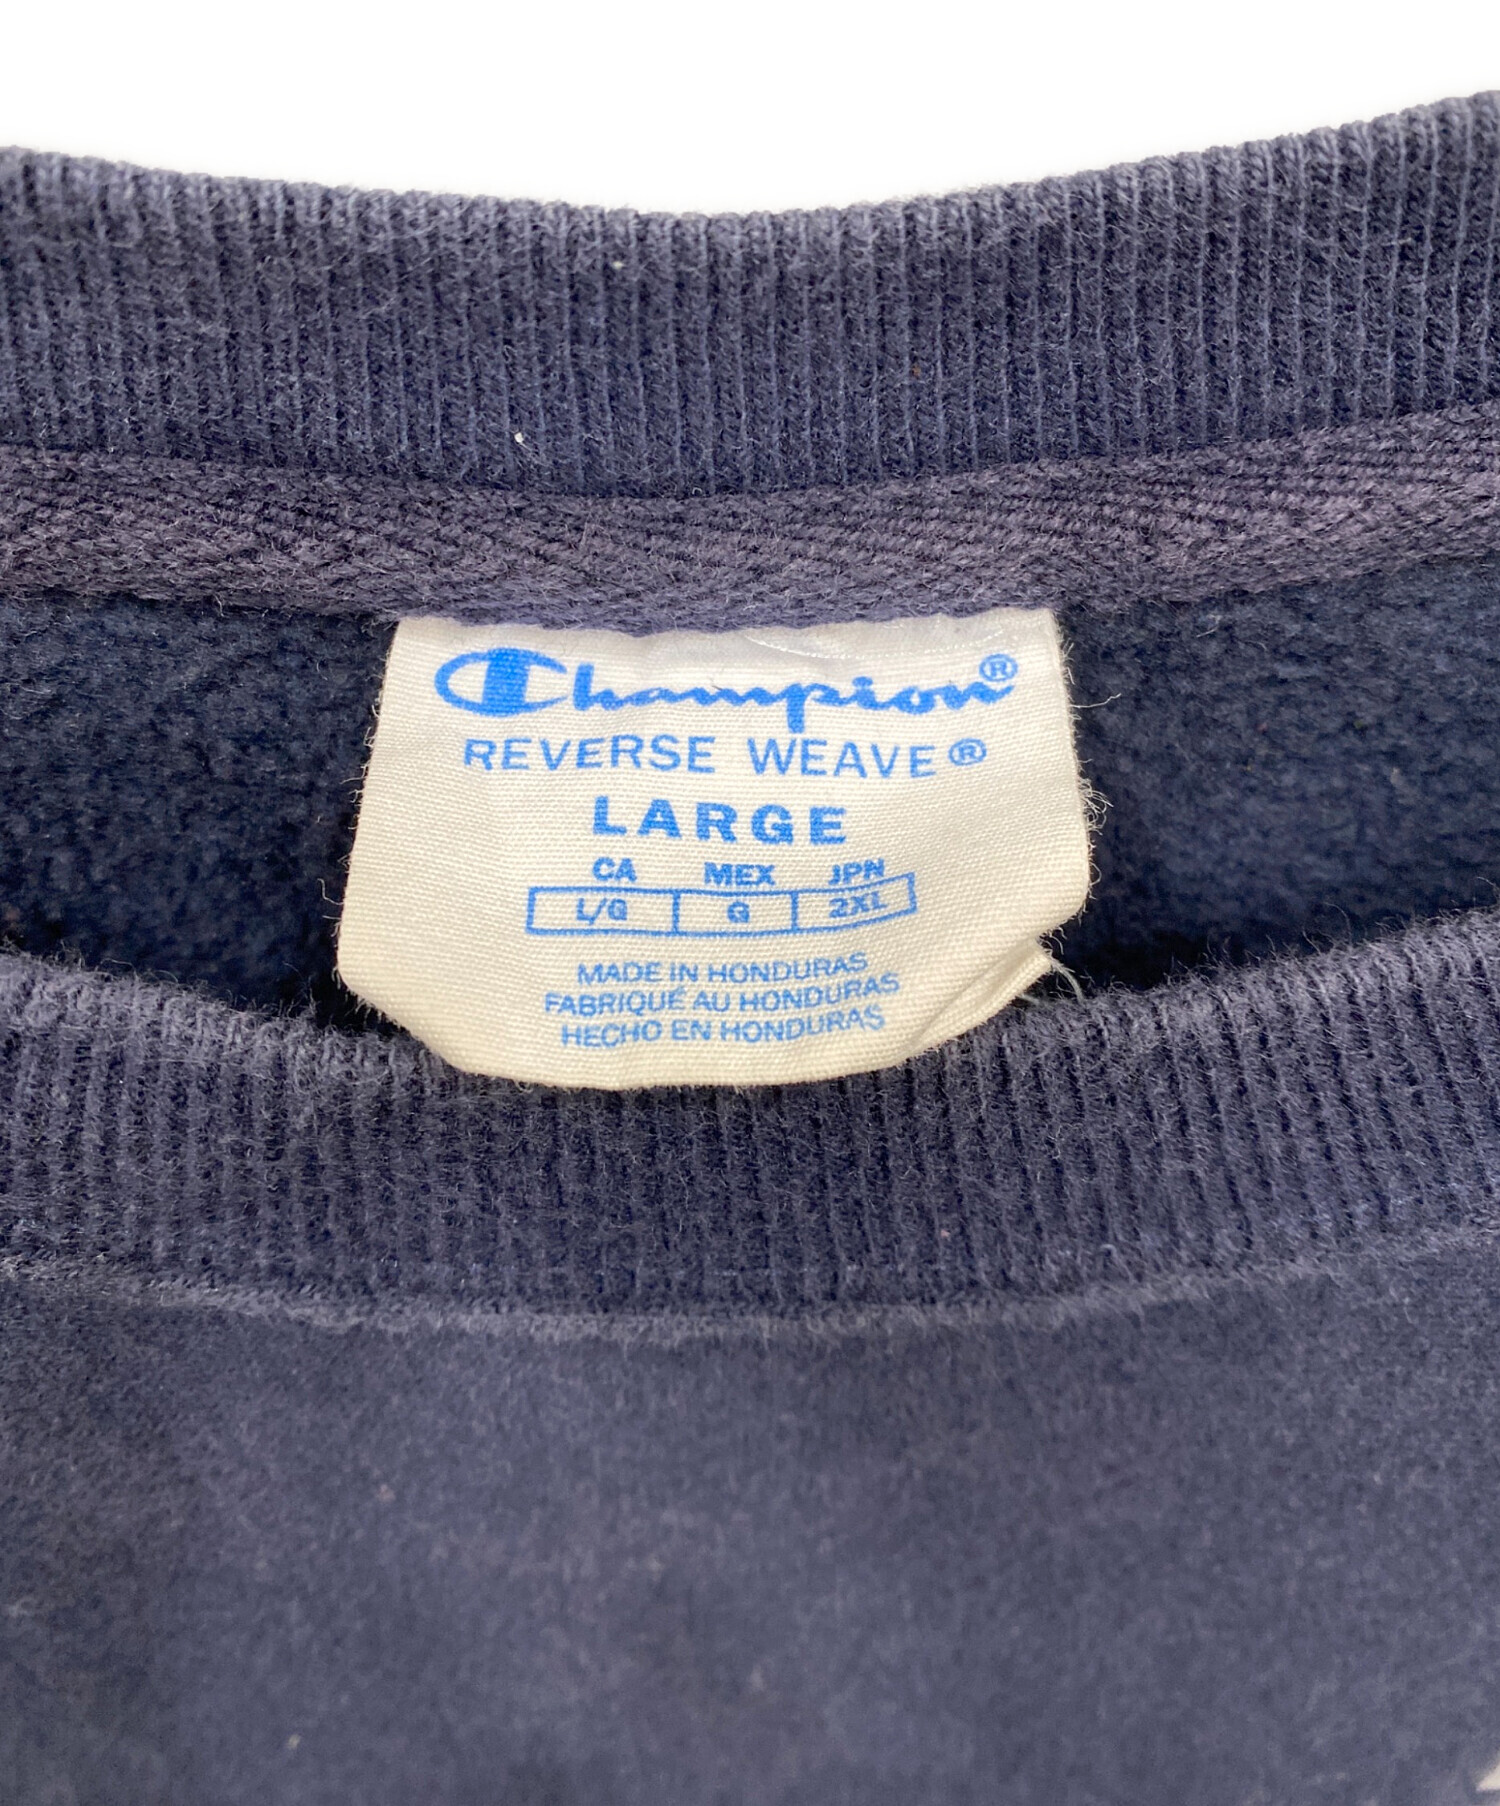 Champion®
REVERSE WEAVE®
LARGE
CA MEX JPN
L/G G 2XL
MADE IN HONDURAS
FABRIQUÉ AU HONDURAS
HECHO EN HONDURAS